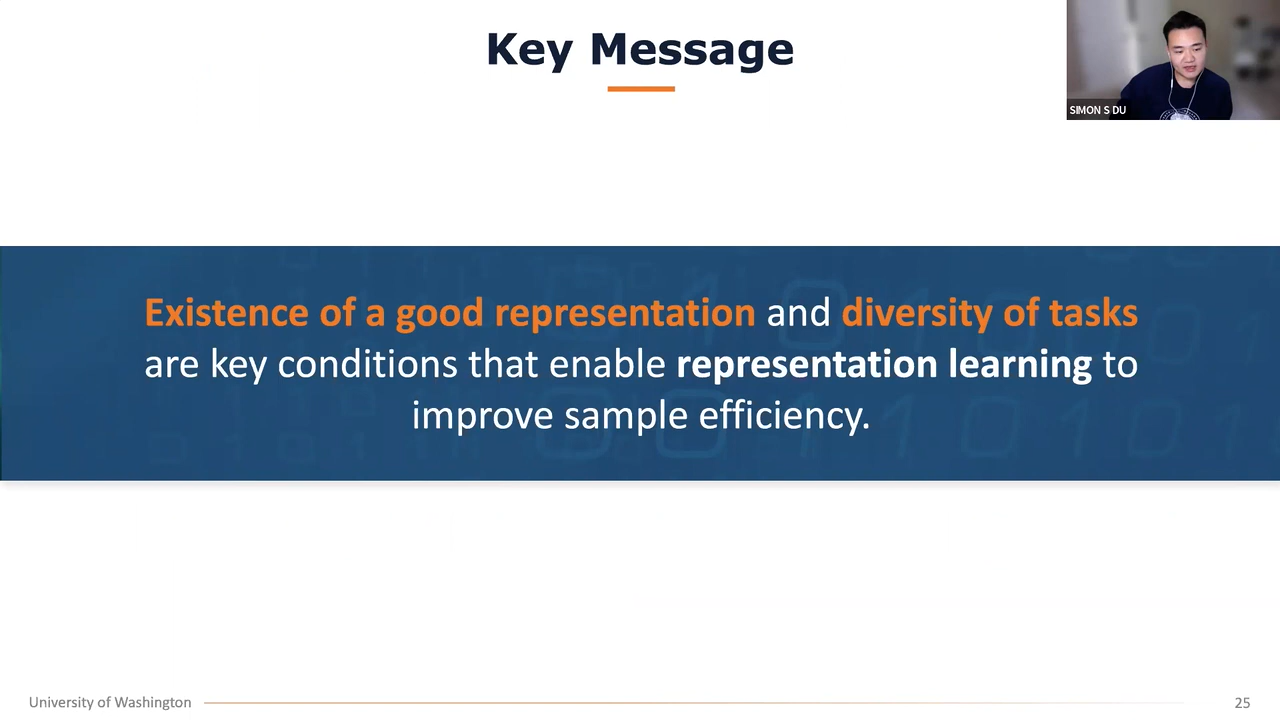 Key Message
SIMON S DU
Existence of a good representation and diversity of tasks
are key conditions that enable representation learning to
improve sample efficiency.
University of Washington
25